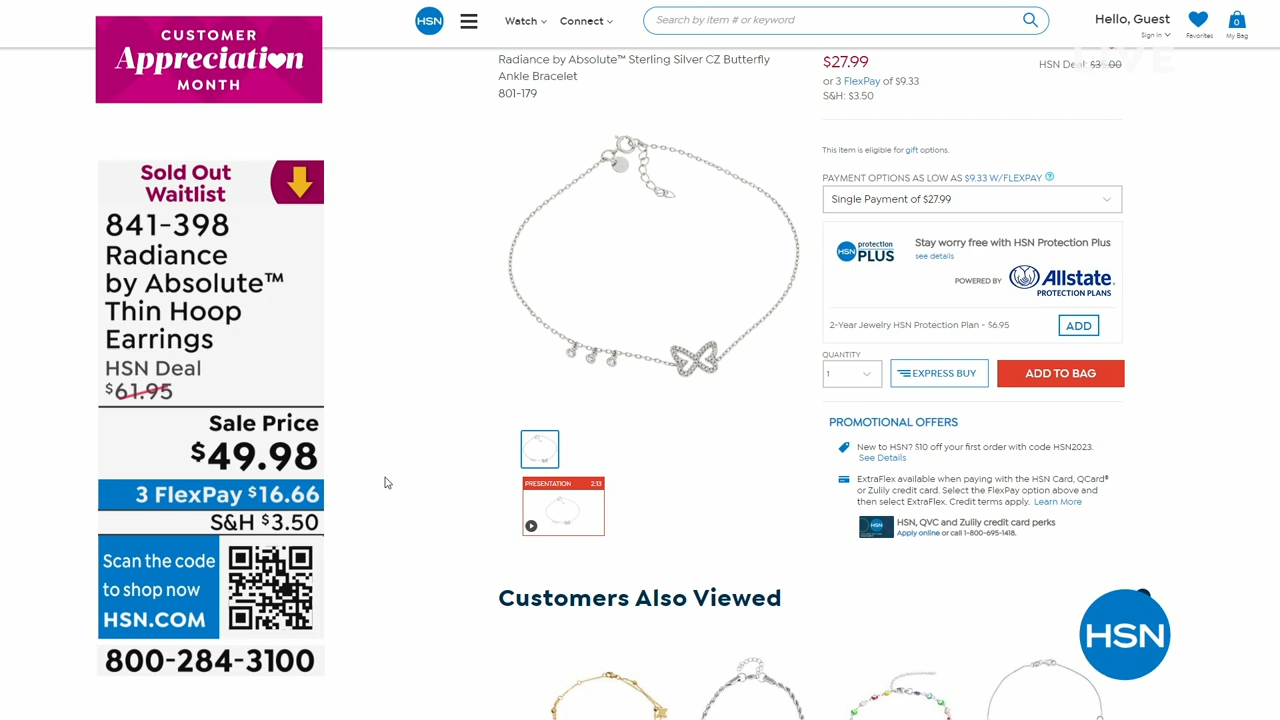 CUSTOMER
Appreciation
MONTH
HSN
Watch
Connect
Search by item # or keyword
Hello, Guest
Sign in
Favorites
0
My Bag
LIVE
Sold Out
Waitlist
841-398
Radiance
by Absolute™
Thin Hoop
Earrings
HSN Deal
$61.95
Sale Price
$49.98
3 FlexPay $16.66
S&H $3.50
Scan the code
to shop now
HSN.COM
800-284-3100
Radiance by Absolute™ Sterling Silver CZ Butterfly
Ankle Bracelet
801-179
$27.99
HSN Deal: $35.00
or 3 FlexPay of $9.33
S&H: $3.50
This item is eligible for gift options.
PAYMENT OPTIONS AS LOW AS $9.33 W/FLEXPAY ?
Single Payment of $27.99
HSN protection PLUS
Stay worry free with HSN Protection Plus
see details
POWERED BY Allstate
PROTECTION PLANS
2-Year Jewelry HSN Protection Plan - $6.95
ADD
QUANTITY
1
EXPRESS BUY
ADD TO BAG
PROMOTIONAL OFFERS
New to HSN? $10 off your first order with code HSN2023.
See Details
ExtraFlex available when paying with the HSN Card, QCard®
or Zulily credit card. Select the FlexPay option above and
then select ExtraFlex. Credit terms apply. Learn More
HSN
HSN, QVC and Zulily credit card perks
Apply online or call 1-800-695-1418.
PRESENTATION 2:13
Customers Also Viewed
HSN